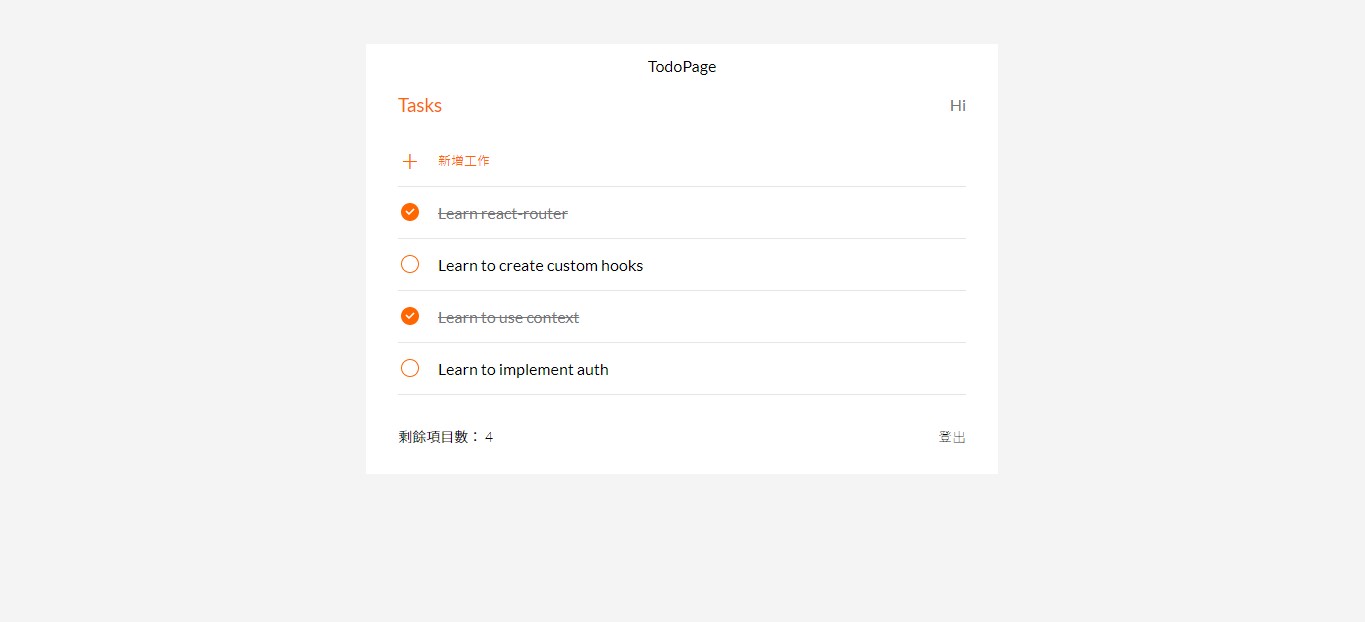 TodoPage
Tasks
Hi
新增工作
Learn react-router
Learn to create custom hooks
Learn to use context
Learn to implement auth
剩餘項目數： 4
登出